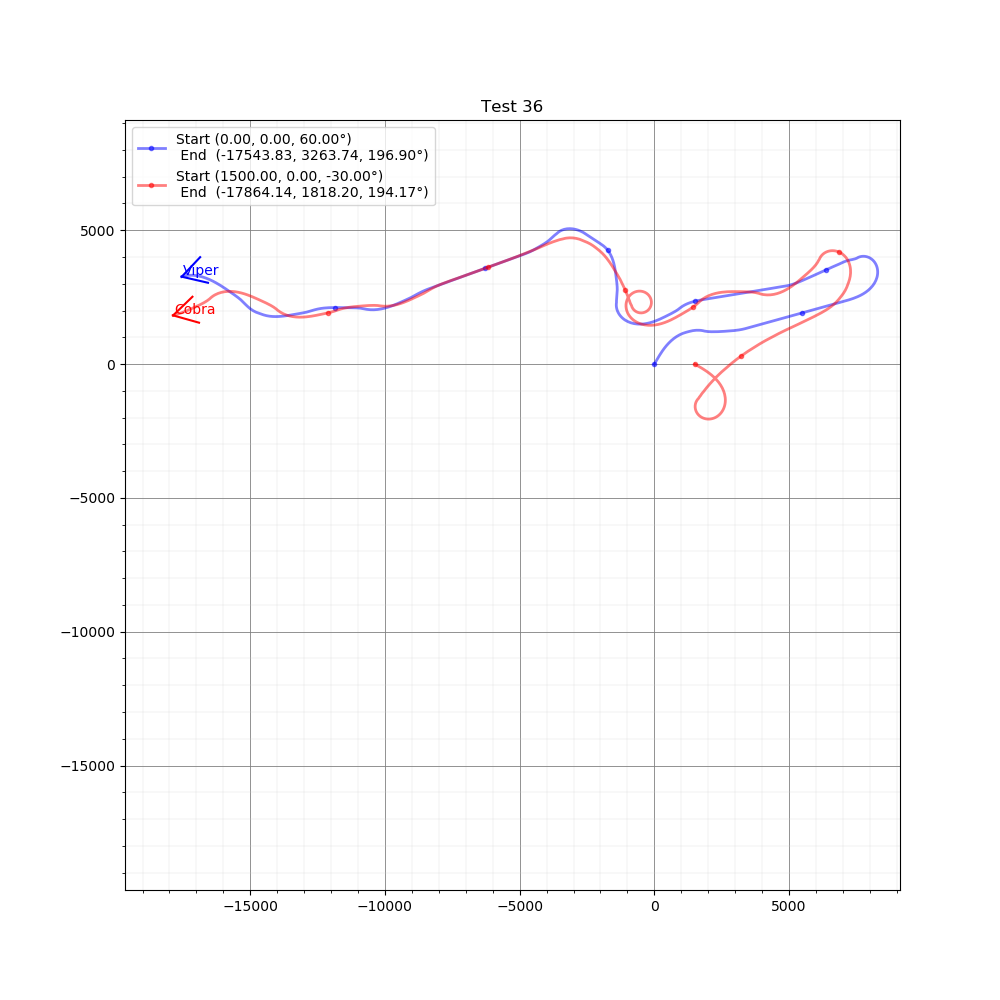 Test 36
Start (0.00, 0.00, 60.00°)
End (-17543.83, 3263.74, 196.90°)
Start (1500.00, 0.00, -30.00°)
End (-17864.14, 1818.20, 194.17°)
Viper
Cobra
5000
0
−5000
−10000
−15000
−15000
−10000
−5000
0
5000